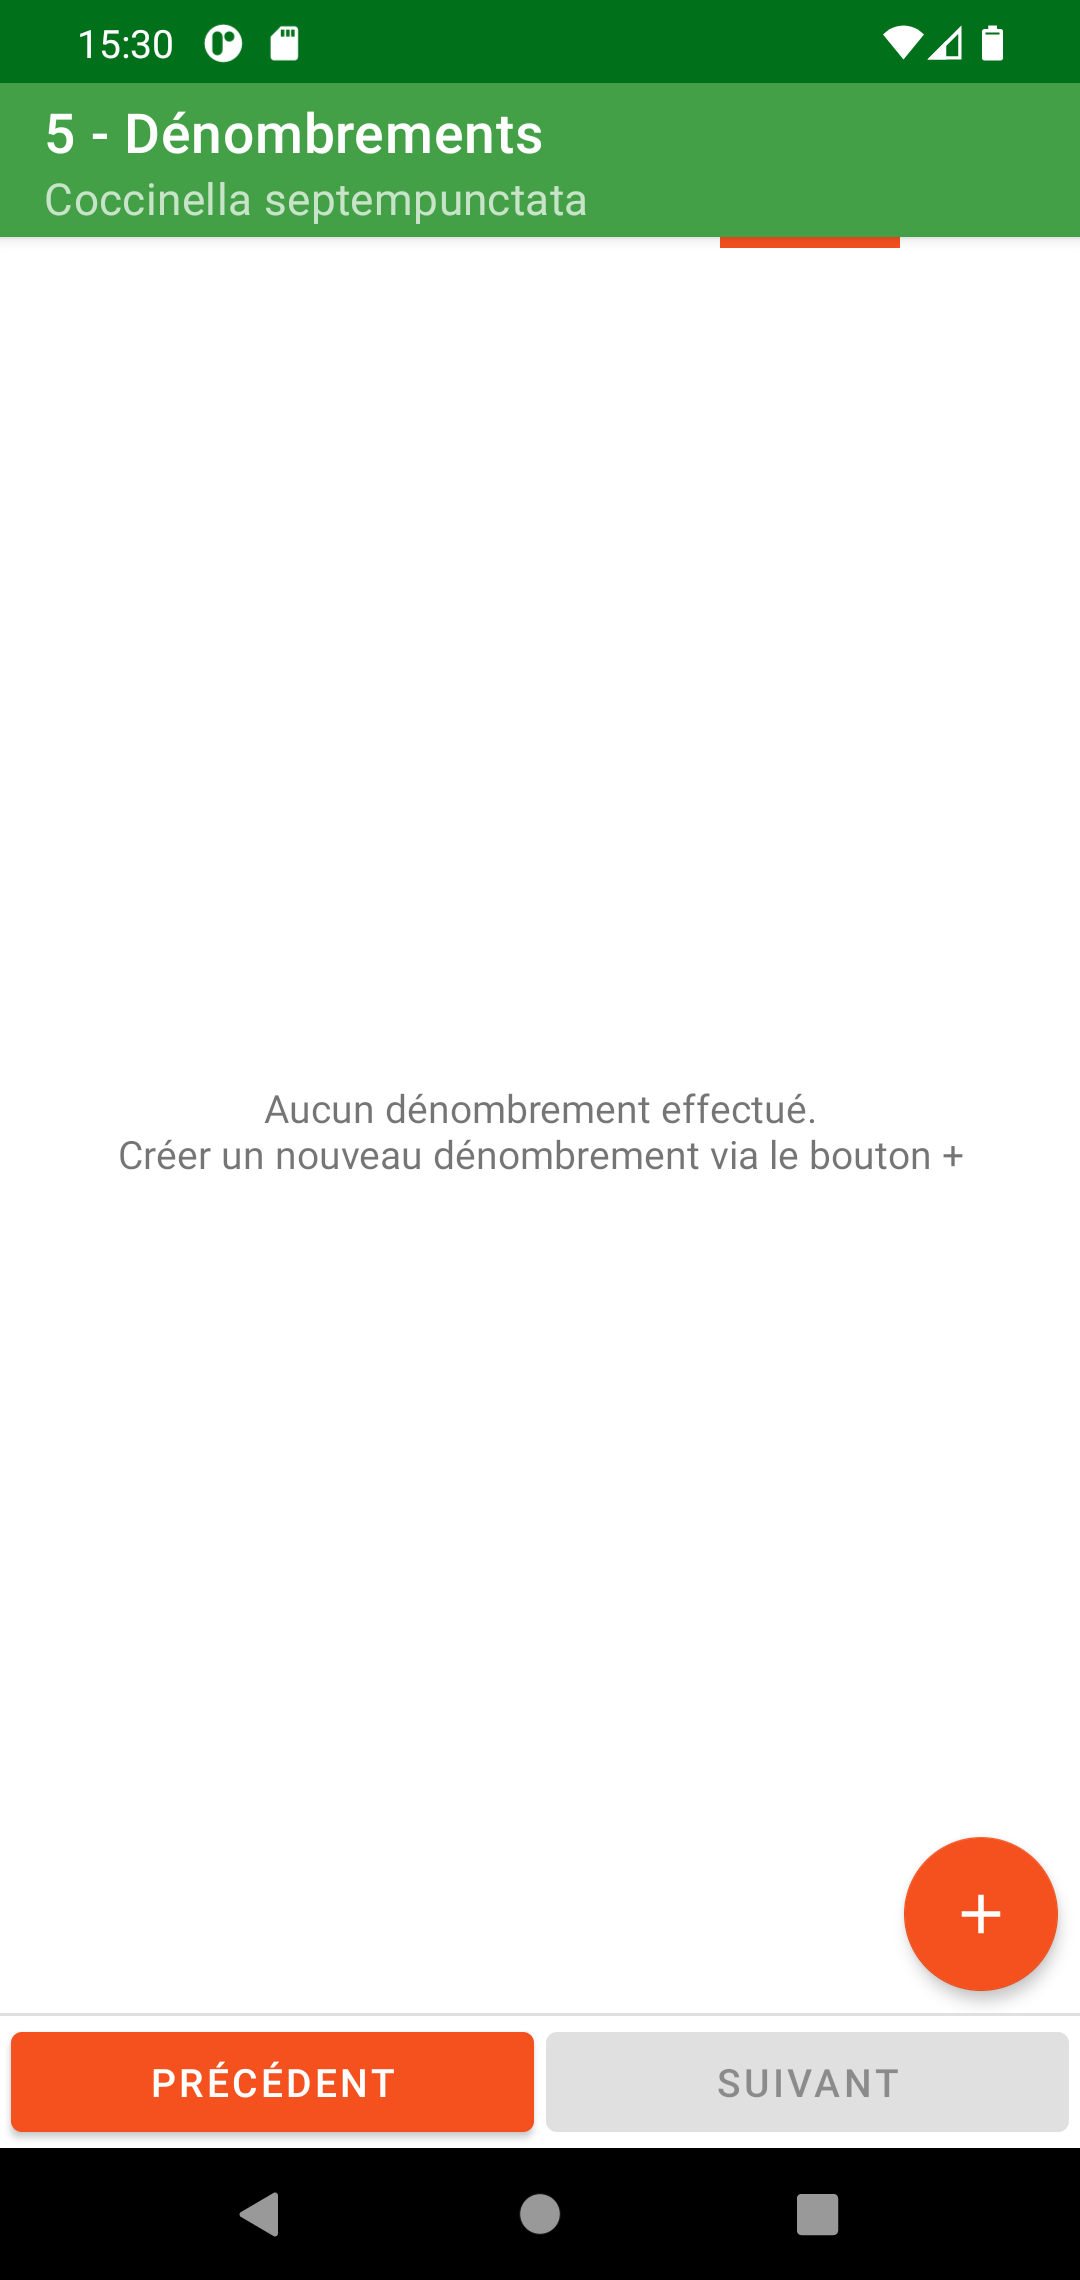 15:30
5 - Dénombrements
Coccinella septempunctata
Aucun dénombrement effectué.
Créer un nouveau dénombrement via le bouton +
+
PRÉCÉDENT
SUIVANT